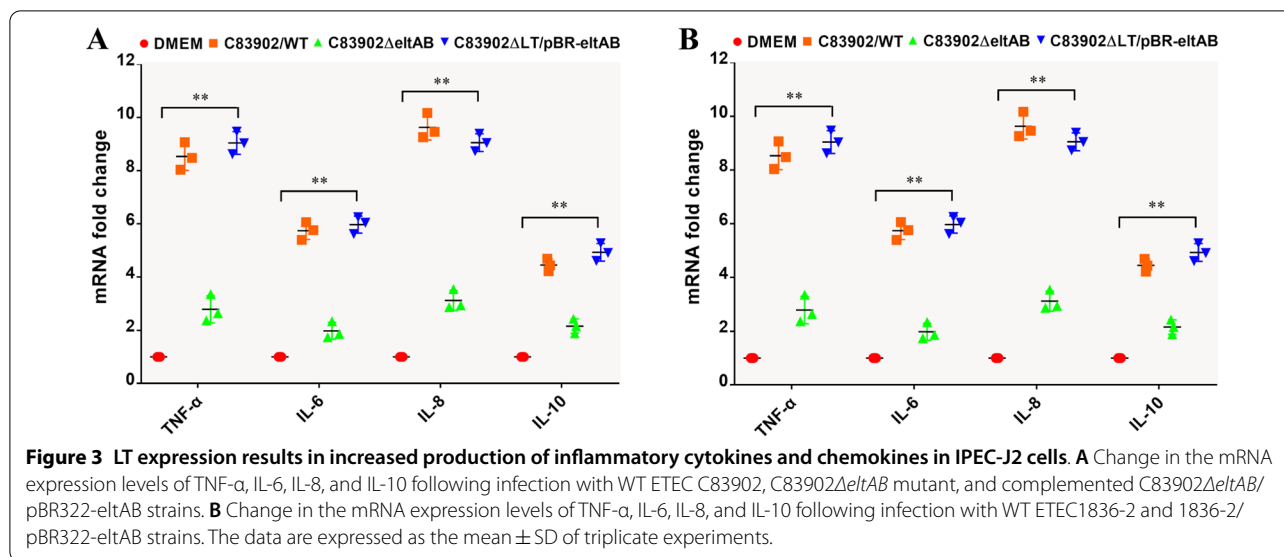 A
B
DMEM C83902/WT C83902ΔeltAB C83902ΔLT/pBR-eltAB
DMEM C83902/WT C83902ΔeltAB C83902ΔLT/pBR-eltAB
mRNA fold change
12
10
8
6
4
2
0
**
**
**
**
TNF-α
IL-6
IL-8
IL-10
mRNA fold change
12
10
8
6
4
2
0
**
**
**
**
TNF-α
IL-6
IL-8
IL-10
Figure 3 LT expression results in increased production of inflammatory cytokines and chemokines in IPEC-J2 cells. A Change in the mRNA
expression levels of TNF-α, IL-6, IL-8, and IL-10 following infection with WT ETEC C83902, C83902ΔeltAB mutant, and complemented C83902ΔeltAB/
pBR322-eltAB strains. B Change in the mRNA expression levels of TNF-α, IL-6, IL-8, and IL-10 following infection with WT ETEC1836-2 and 1836-2/
pBR322-eltAB strains. The data are expressed as the mean ± SD of triplicate experiments.